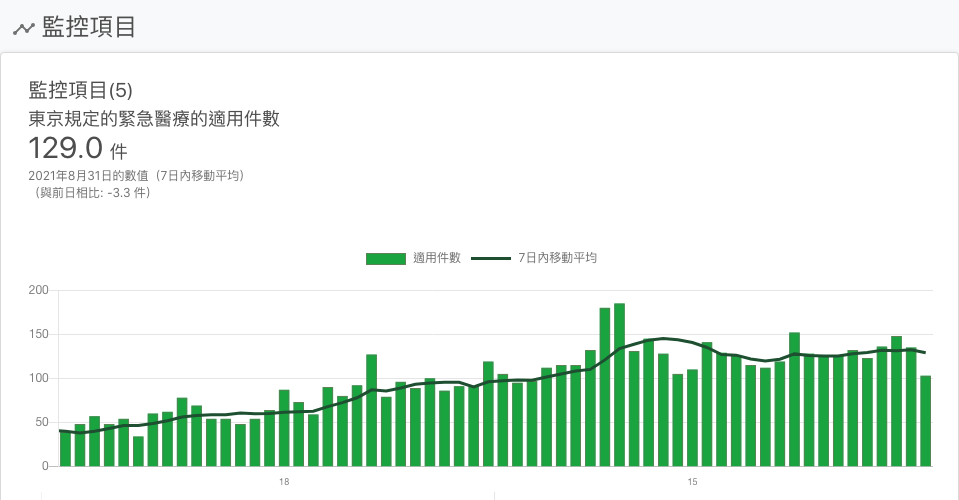 監控項目
監控項目(5)
東京規定的緊急醫療的適用件數
129.0 件
2021年8月31日的數值（7日內移動平均）
（與前日相比: -3.3 件）
適用件數 7日內移動平均
200
150
100
50
0
18 15